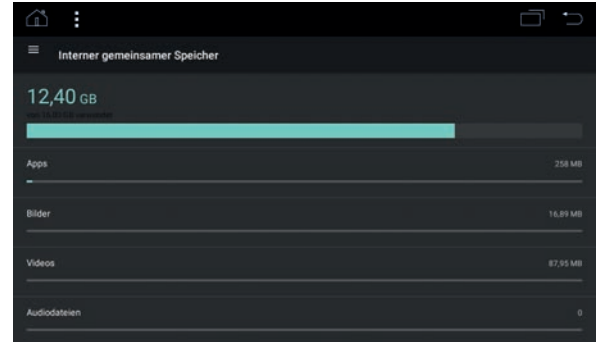 Interner gemeinsamer Speicher
12,40 GB
Apps
258 MB
Bilder
16,89 MB
Videos
87,95 MB
Audiodateien
0